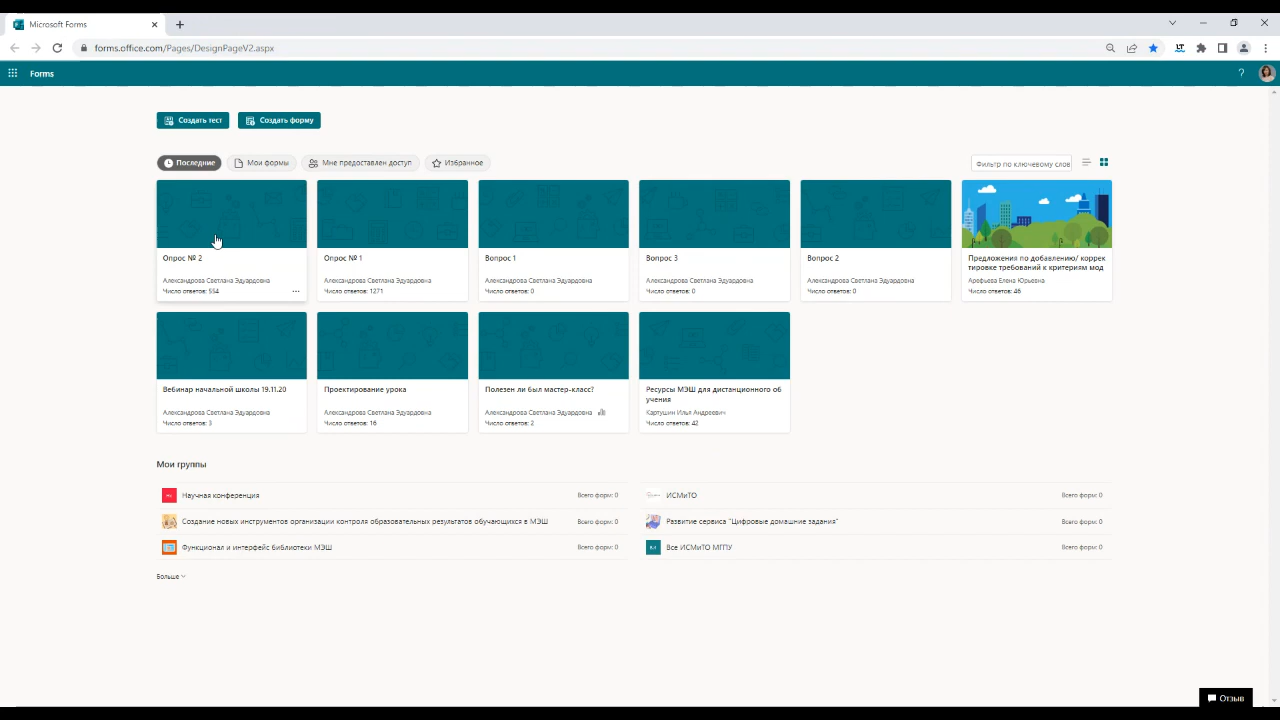 Microsoft Forms
forms.office.com/Pages/DesignPageV2.aspx
Forms
?
Создать тест
Создать форму
Последние
Мои формы
Мне предоставлен доступ
Избранное
Фильтр по ключевому слов
Опрос № 2
Александрова Светлана Эдуардовна
Число ответов: 554
Опрос № 1
Александрова Светлана Эдуардовна
Число ответов: 1271
Вопрос 1
Александрова Светлана Эдуардовна
Число ответов: 0
Вопрос 3
Александрова Светлана Эдуардовна
Число ответов: 0
Вопрос 2
Александрова Светлана Эдуардовна
Число ответов: 0
Предложения по добавлению/ коррек
тировке требований к критериям мод
Арефьева Елена Юрьевна
Число ответов: 46
Вебинар начальной школы 19.11.20
Александрова Светлана Эдуардовна
Число ответов: 3
Проектирование урока
Александрова Светлана Эдуардовна
Число ответов: 16
Полезен ли был мастер-класс?
Александрова Светлана Эдуардовна
Число ответов: 2
Ресурсы МЭШ для дистанционного об
учения
Картушин Илья Андреевич
Число ответов: 42
Мои группы
Научная конференция
Всего форм: 0
ИСМиТО
Всего форм: 0
Создание новых инструментов организации контроля образовательных результатов обучающихся в МЭШ
Всего форм: 0
Развитие сервиса "Цифровые домашние задания"
Всего форм: 0
Функционал и интерфейс библиотеки МЭШ
Всего форм: 0
Все ИСМиТО МГПУ
Всего форм: 0
Больше
Отзыв